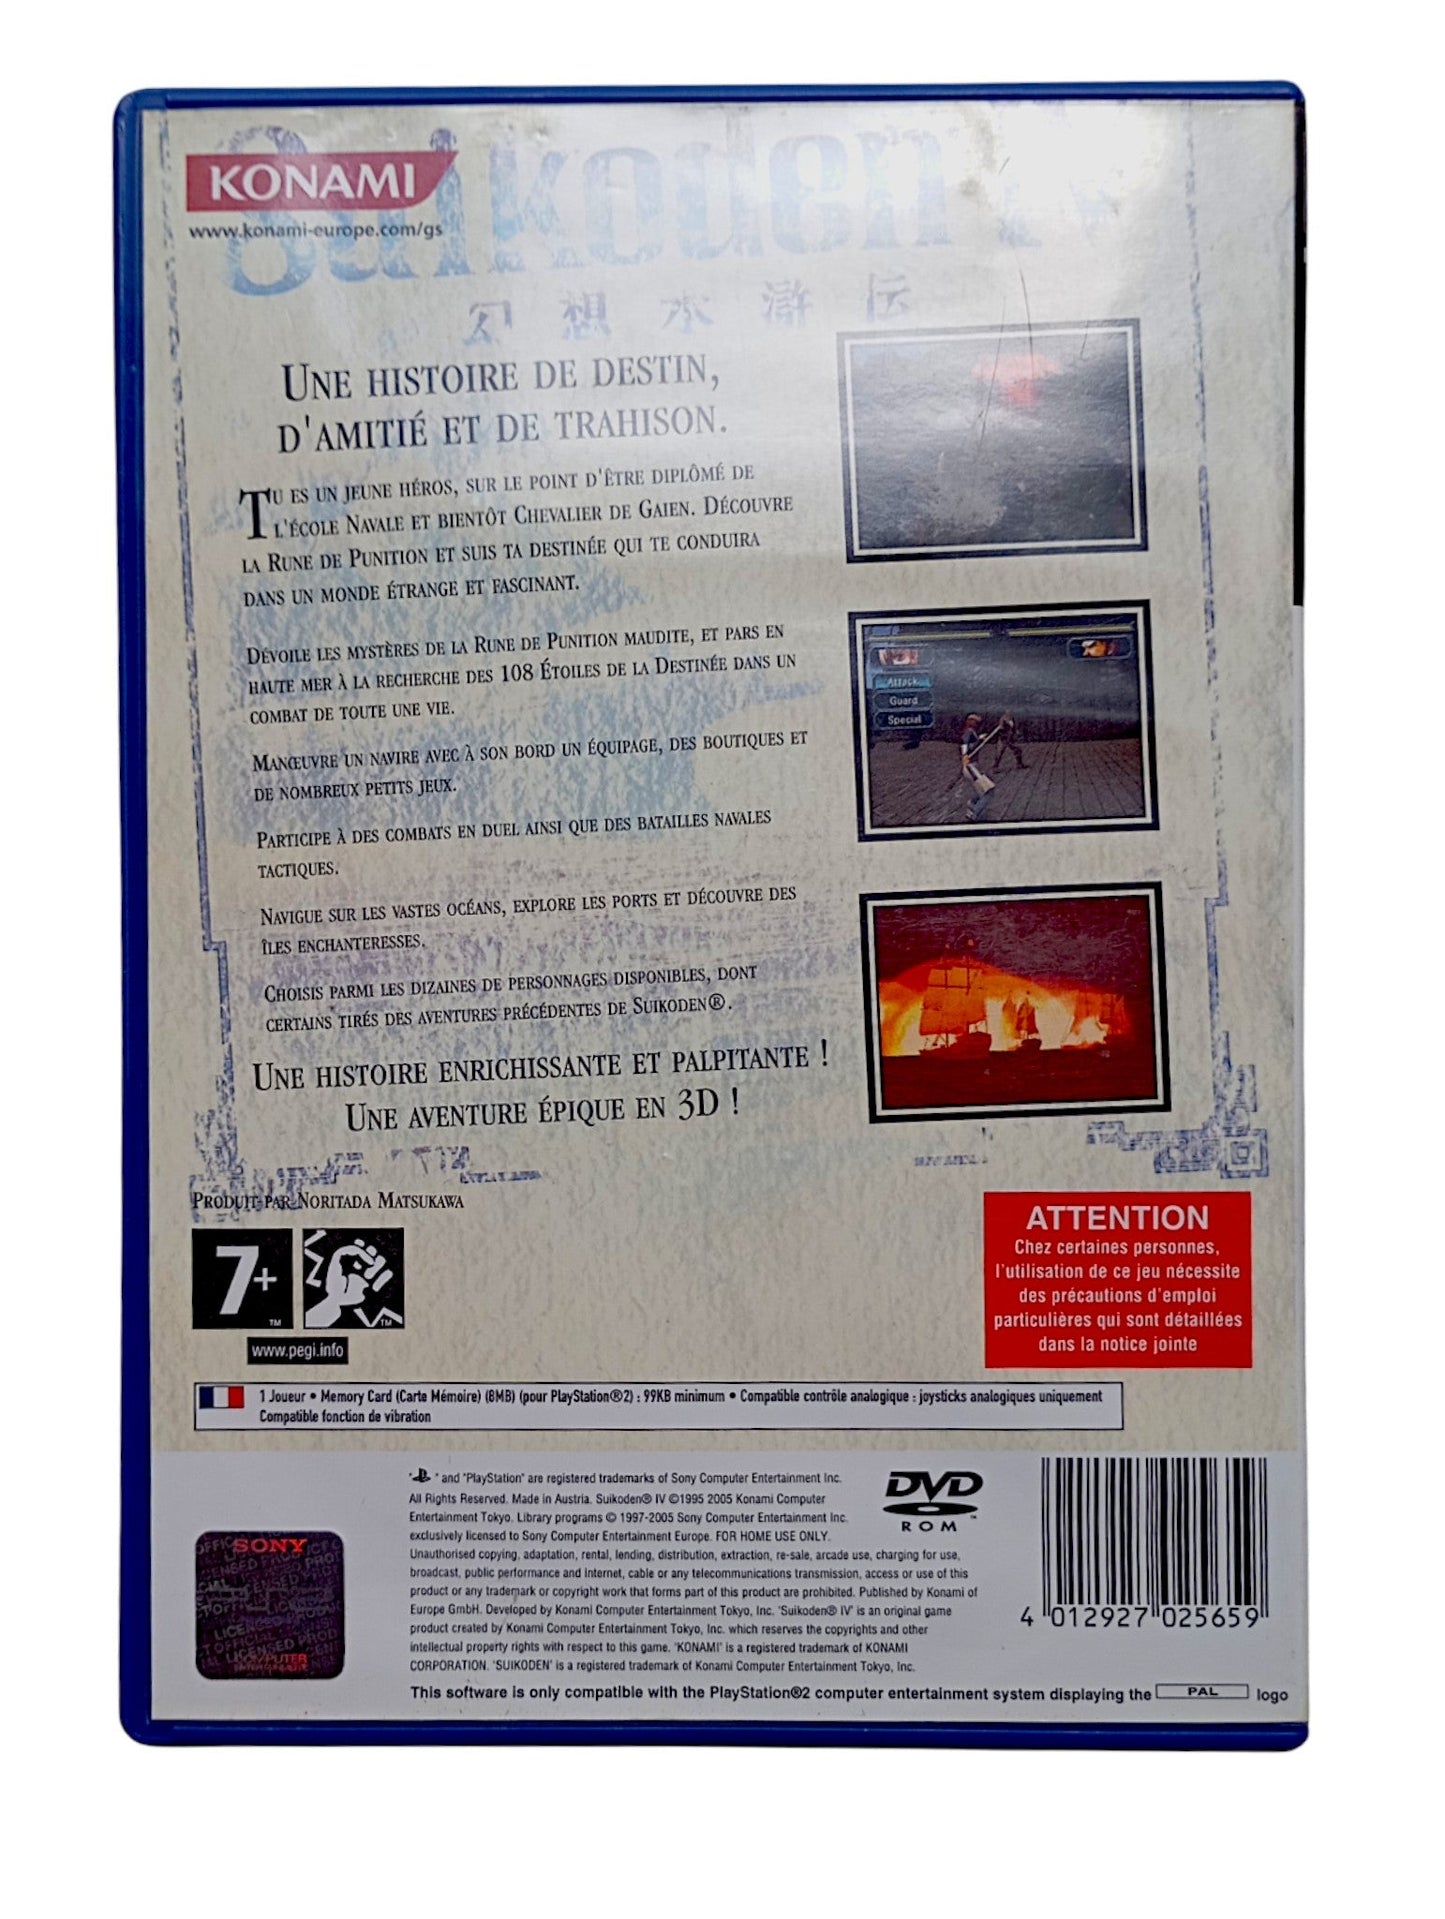 KONAMI
Suikoden IV
www.konami-europe.com/gs
幻想水滸伝
UNE HISTOIRE DE DESTIN,
D'AMITIÉ ET DE TRAHISON.
TU ES UN JEUNE HÉROS, SUR LE POINT D'ÊTRE DIPLÔMÉ DE
L'ÉCOLE NAVALE ET BIENTÔT CHEVALIER DE GAIEN. DÉCOUVRE
LA RUNE DE PUNITION ET SUIS TA DESTINÉE QUI TE CONDUIRA
DANS UN MONDE ÉTRANGE ET FASCINANT.
DÉVOILE LES MYSTÈRES DE LA RUNE DE PUNITION MAUDITE, ET PARS EN
HAUTE MER À LA RECHERCHE DES 108 ÉTOILES DE LA DESTINÉE DANS UN
COMBAT DE TOUTE UNE VIE.
MANŒUVRE UN NAVIRE AVEC À SON BORD UN ÉQUIPAGE, DES BOUTIQUES ET
DE NOMBREUX PETITS JEUX.
PARTICIPE À DES COMBATS EN DUEL AINSI QUE DES BATAILLES NAVALES
TACTIQUES.
NAVIGUE SUR LES VASTES OCÉANS, EXPLORE LES PORTS ET DÉCOUVRE DES
ÎLES ENCHANTERESSES.
CHOISIS PARMI LES DIZAINES DE PERSONNAGES DISPONIBLES, DONT
CERTAINS TIRÉS DES AVENTURES PRÉCÉDENTES DE SUIKODEN®.
UNE HISTOIRE ENRICHISSANTE ET PALPITANTE !
UNE AVENTURE ÉPIQUE EN 3D !
Attack
Guard
Special
PRODUIT PAR NORITADA MATSUKAWA
7+ ™
™
www.pegi.info
ATTENTION
Chez certaines personnes,
l'utilisation de ce jeu nécessite
des précautions d'emploi
particulières qui sont détaillées
dans la notice jointe
1 Joueur • Memory Card (Carte Mémoire) (8MB) (pour PlayStation®2) : 99KB minimum • Compatible contrôle analogique : joysticks analogiques uniquement
Compatible fonction de vibration
" " and "PlayStation" are registered trademarks of Sony Computer Entertainment Inc.
All Rights Reserved. Made in Austria. Suikoden® IV ©1995 2005 Konami Computer
Entertainment Tokyo. Library programs © 1997-2005 Sony Computer Entertainment Inc.
exclusively licensed to Sony Computer Entertainment Europe. FOR HOME USE ONLY.
Unauthorised copying, adaptation, rental, lending, distribution, extraction, re-sale, arcade use, charging for use,
broadcast, public performance and internet, cable or any telecommunications transmission, access or use of this
product or any trademark or copyright work that forms part of this product are prohibited. Published by Konami of
Europe GmbH. Developed by Konami Computer Entertainment Tokyo, Inc. "Suikoden® IV" is an original game
product created by Konami Computer Entertainment Tokyo, Inc. which reserves the copyrights and other
intellectual property rights with respect to this game. "KONAMI" is a registered trademark of KONAMI
CORPORATION. "SUIKODEN" is a registered trademark of Konami Computer Entertainment Tokyo, Inc.
This software is only compatible with the PlayStation®2 computer entertainment system displaying the PAL logo
DVD
ROM
4 012927 025659
SONY